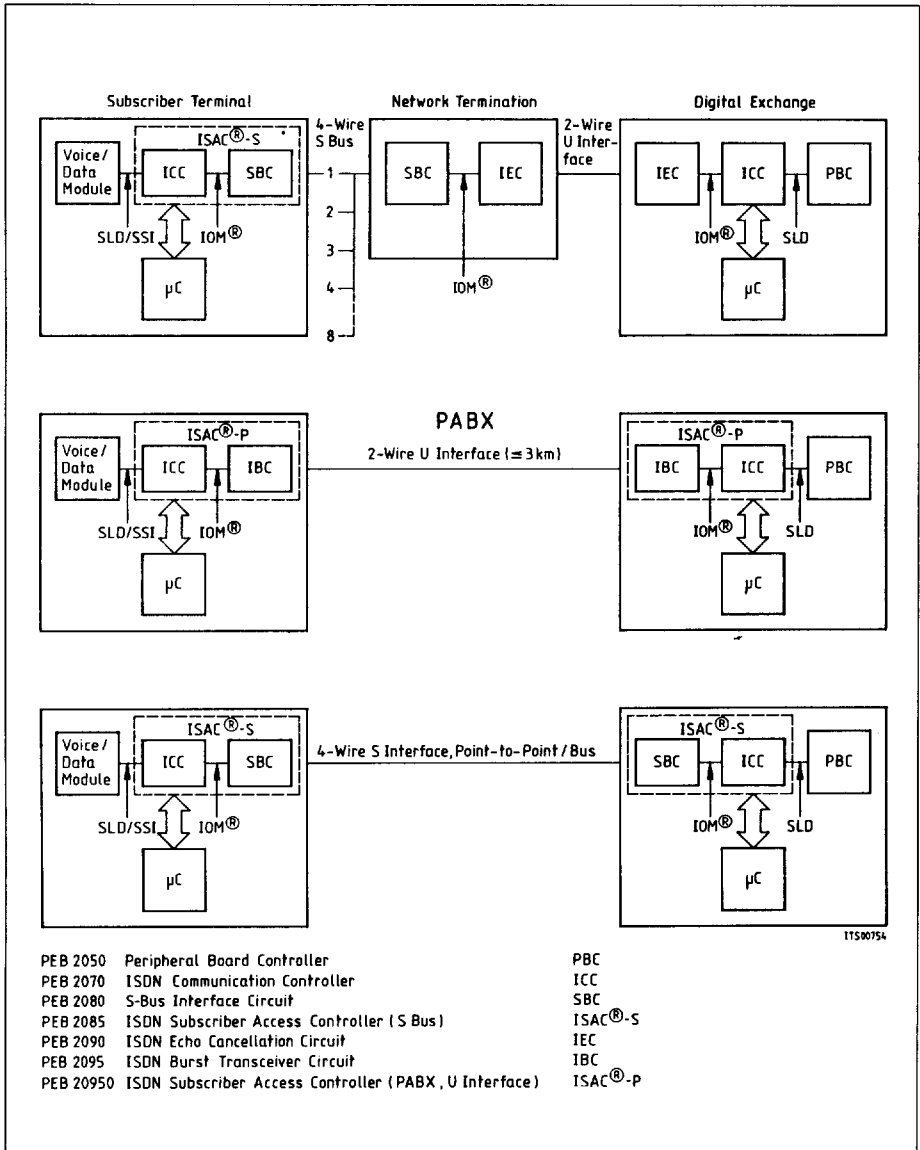 Subscriber Terminal
Network Termination
Digital Exchange
ISAC®-S
4-Wire
S Bus
2-Wire
U Inter-
face
Voice/
Data
Module
ICC
SBC
1
2
3
4
8
SBC
IEC
IEC
ICC
PBC
SLD/SSI
IOM®
IOM®
IOM®
SLD
µC
µC
PABX
2-Wire U Interface (≤3km)
ISAC®-P
Voice/
Data
Module
ICC
IBC
SLD/SSI
IOM®
µC
ISAC®-P
IBC
ICC
PBC
IOM®
SLD
µC
4-Wire S Interface, Point-to-Point/Bus
ISAC®-S
Voice/
Data
Module
ICC
SBC
SLD/SSI
IOM®
µC
ISAC®-S
SBC
ICC
PBC
IOM®
SLD
µC
ITS00754
PEB 2050 Peripheral Board Controller PBC
PEB 2070 ISDN Communication Controller ICC
PEB 2080 S-Bus Interface Circuit SBC
PEB 2085 ISDN Subscriber Access Controller (S Bus) ISAC®-S
PEB 2090 ISDN Echo Cancellation Circuit IEC
PEB 2095 ISDN Burst Transceiver Circuit IBC
PEB 20950 ISDN Subscriber Access Controller (PABX, U Interface) ISAC®-P